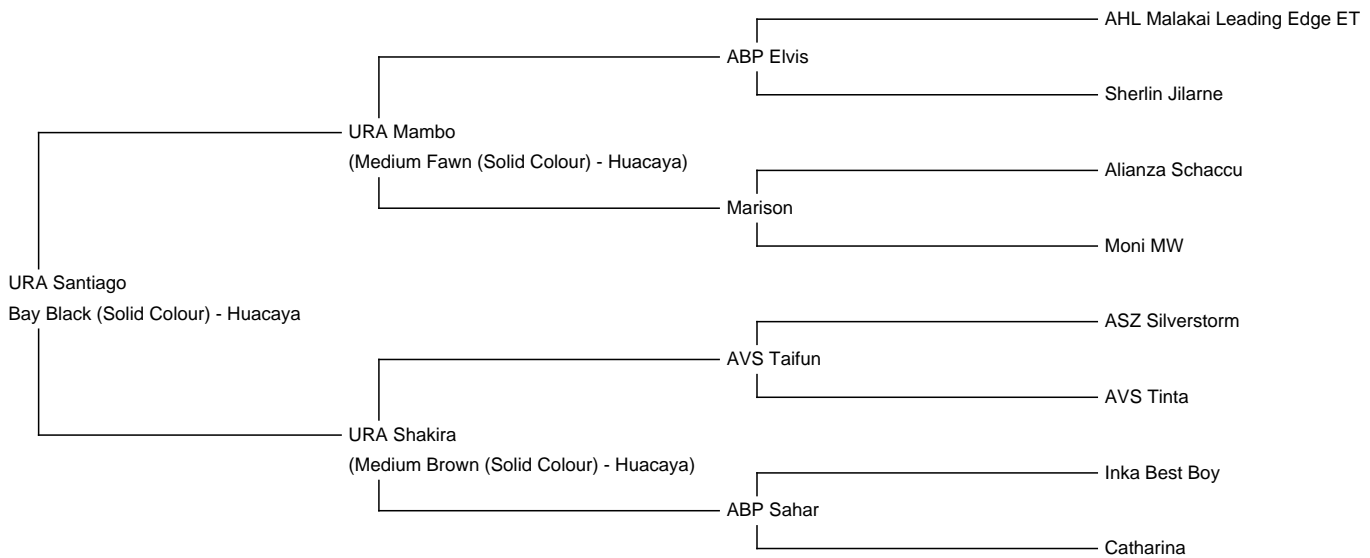 AHL Malakai Leading Edge ET
ABP Elvis
Sherlin Jilarne
URA Mambo
(Medium Fawn (Solid Colour) - Huacaya)
Alianza Schaccu
Marison
Moni MW
URA Santiago
Bay Black (Solid Colour) - Huacaya
ASZ Silverstorm
AVS Taifun
AVS Tinta
URA Shakira
(Medium Brown (Solid Colour) - Huacaya)
Inka Best Boy
ABP Sahar
Catharina